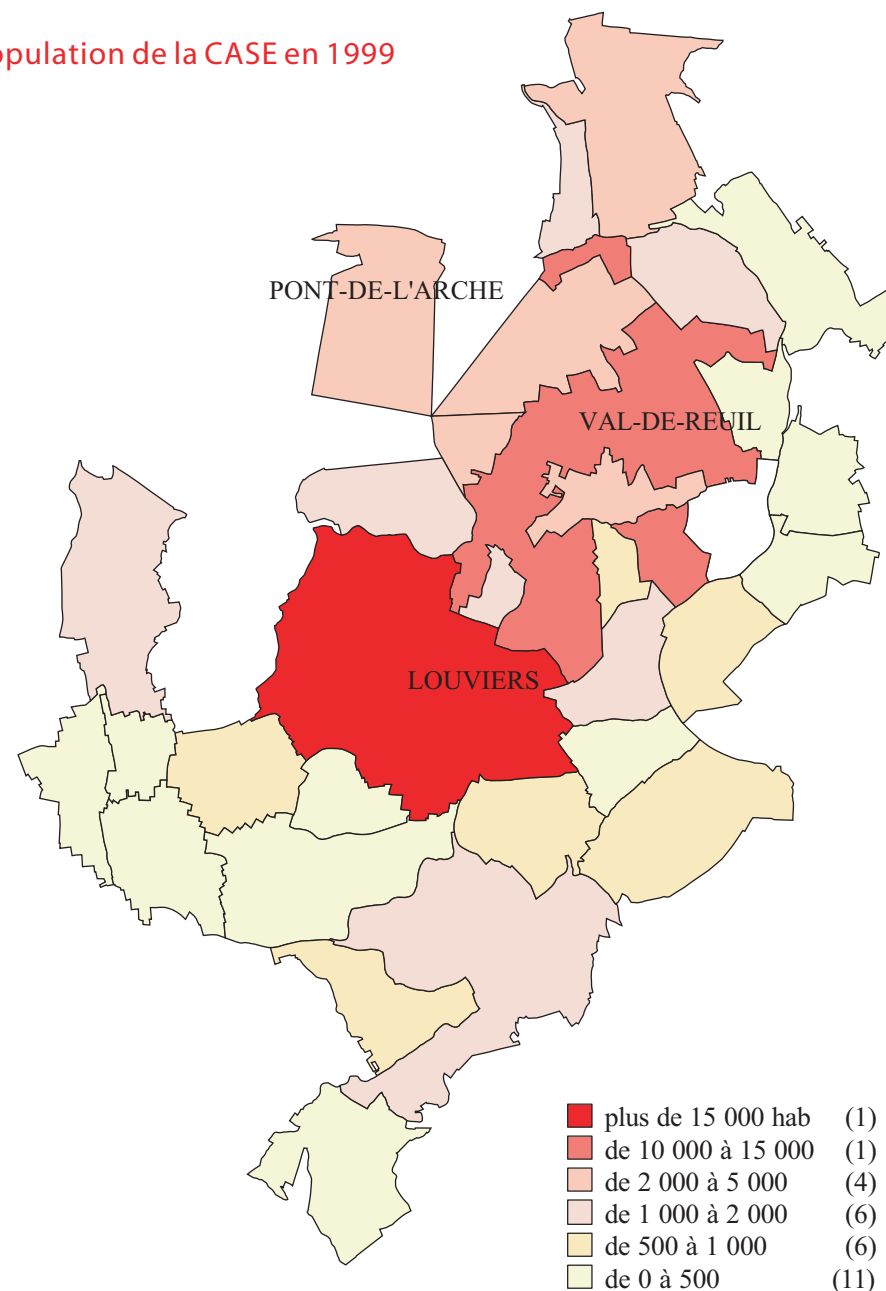 opulation de la CASE en 1999
PONT-DE-L'ARCHE
VAL-DE-REUIL
LOUVIERS
plus de 15 000 hab (1)
de 10 000 à 15 000 (1)
de 2 000 à 5 000 (4)
de 1 000 à 2 000 (6)
de 500 à 1 000 (6)
de 0 à 500 (11)